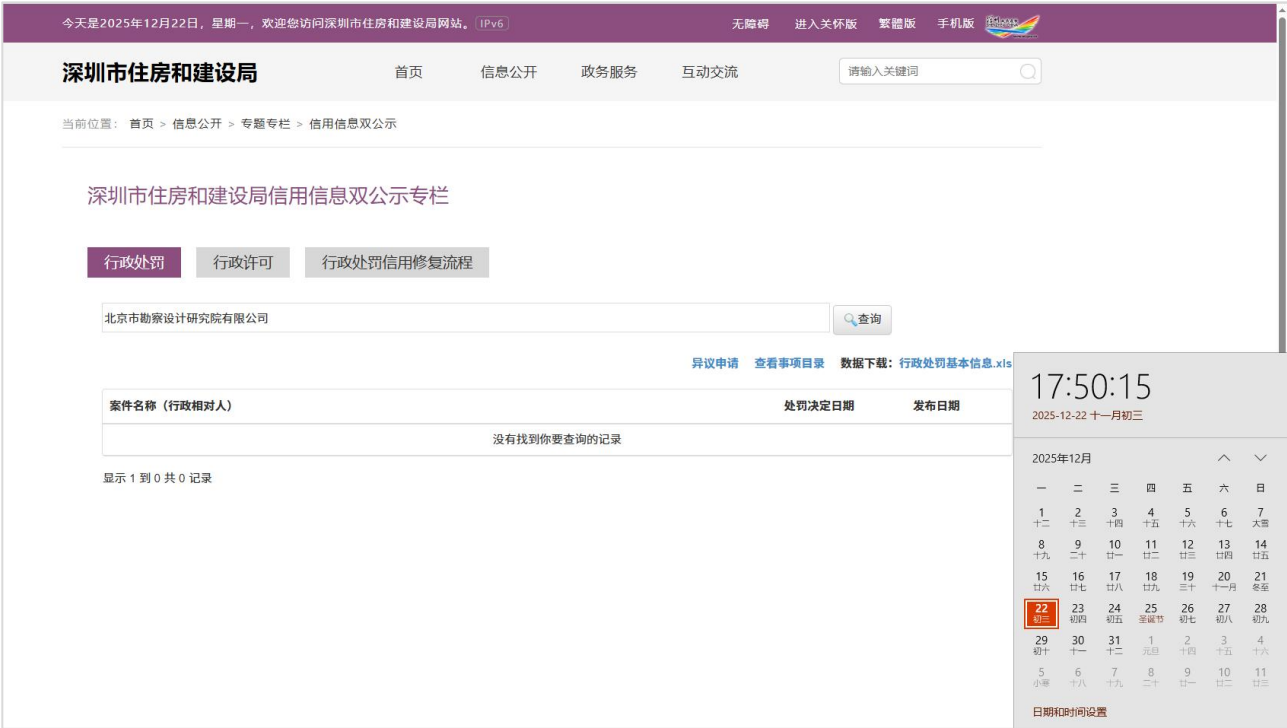 今天是2025年12月22日，星期一，欢迎您访问深圳市住房和建设局网站。 IPv6 无障碍 进入关怀版 繁體版 手机版
深圳市住房和建设局 首页 信息公开 政务服务 互动交流 请输入关键词
当前位置： 首页 > 信息公开 > 专题专栏 > 信用信息双公示
深圳市住房和建设局信用信息双公示专栏
行政处罚 行政许可 行政处罚信用修复流程
北京市勘察设计研究院有限公司 查询
异议申请 查看事项目录 数据下载：行政处罚基本信息.xls
案件名称（行政相对人） 处罚决定日期 发布日期
没有找到你要查询的记录
显示 1 到 0 共 0 记录
17:50:15
2025-12-22 十一月初三
2025年12月
一 二 三 四 五 六 日
1 2 3 4 5 6 7
十二 十三 十四 十五 十六 十七 大雪
8 9 10 11 12 13 14
十九 二十 廿一 廿二 廿三 廿四 廿五
15 16 17 18 19 20 21
廿六 廿七 廿八 廿九 三十 十一月 冬至
22 23 24 25 26 27 28
初三 初四 初五 圣诞节 初七 初八 初九
29 30 31 1 2 3 4
初十 十一 十二 元旦 十四 十五 十六
5 6 7 8 9 10 11
小寒 十八 十九 二十 廿一 廿二 廿三
日期和时间设置